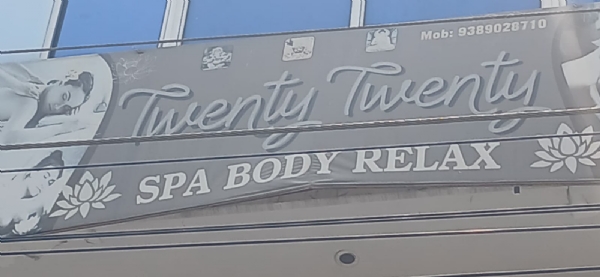 Mob: 9389028710
Twenty Twenty
SPA BODY RELAX